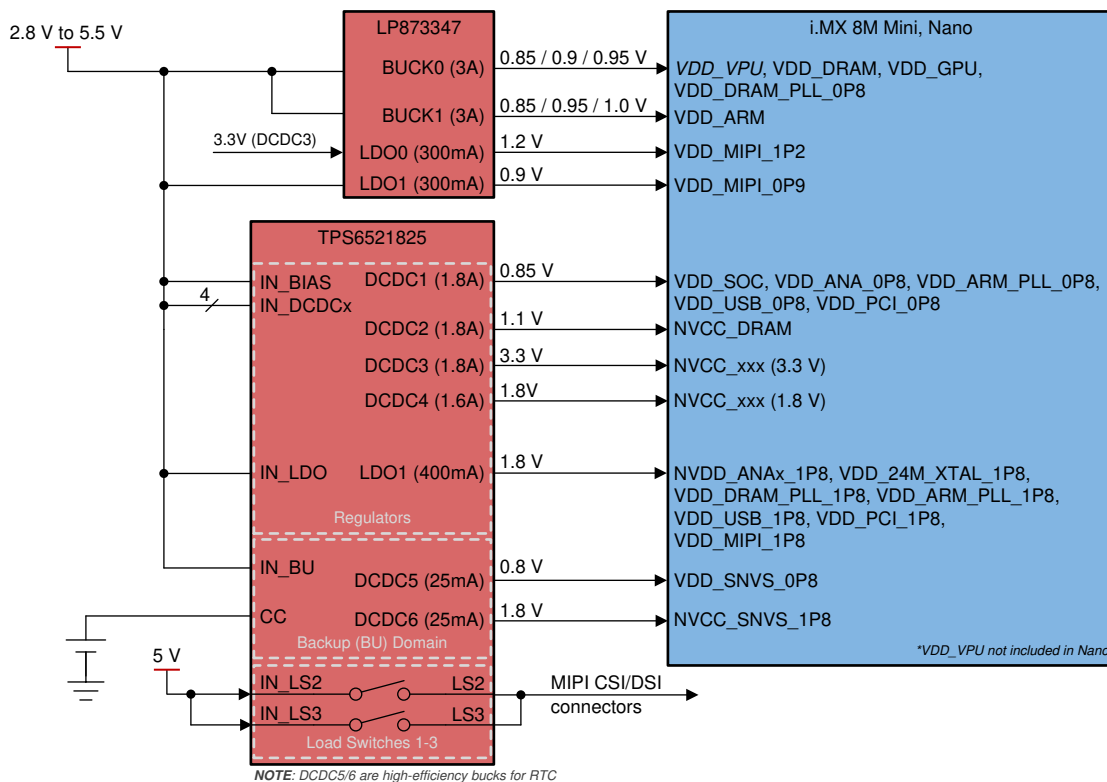 2.8 V to 5.5 V
LP873347
BUCK0 (3A)
BUCK1 (3A)
3.3V (DCDC3)
LDO0 (300mA)
LDO1 (300mA)
0.85 / 0.9 / 0.95 V
0.85 / 0.95 / 1.0 V
1.2 V
0.9 V
i.MX 8M Mini, Nano
VDD_VPU, VDD_DRAM, VDD_GPU,
VDD_DRAM_PLL_0P8
VDD_ARM
VDD_MIPI_1P2
VDD_MIPI_0P9
TPS6521825
IN_BIAS
4
IN_DCDCx
DCDC1 (1.8A)
DCDC2 (1.8A)
DCDC3 (1.8A)
DCDC4 (1.6A)
IN_LDO
LDO1 (400mA)
Regulators
0.85 V
1.1 V
3.3 V
1.8V
1.8 V
VDD_SOC, VDD_ANA_0P8, VDD_ARM_PLL_0P8,
VDD_USB_0P8, VDD_PCI_0P8
NVCC_DRAM
NVCC_xxx (3.3 V)
NVCC_xxx (1.8 V)
NVDD_ANAx_1P8, VDD_24M_XTAL_1P8,
VDD_DRAM_PLL_1P8, VDD_ARM_PLL_1P8,
VDD_USB_1P8, VDD_PCI_1P8,
VDD_MIPI_1P8
IN_BU
DCDC5 (25mA)
CC
DCDC6 (25mA)
Backup (BU) Domain
0.8 V
1.8 V
VDD_SNVS_0P8
NVCC_SNVS_1P8
*VDD_VPU not included in Nano
5 V
IN_LS2
LS2
IN_LS3
LS3
Load Switches 1-3
MIPI CSI/DSI
connectors
NOTE: DCDC5/6 are high-efficiency bucks for RTC